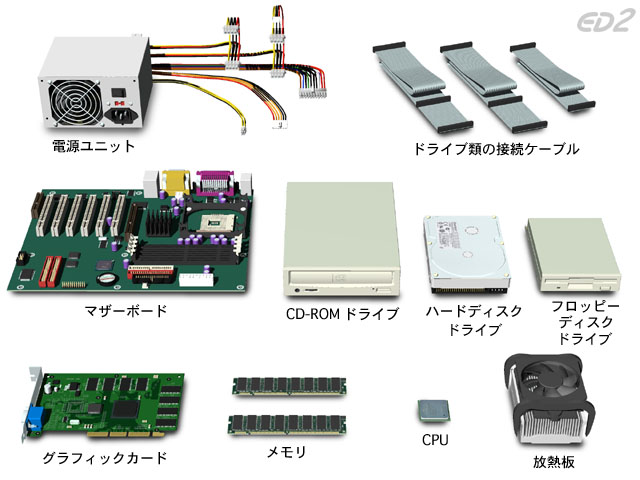 ED2
電源ユニット
ドライブ類の接続ケーブル
マザーボード
CD-ROM ドライブ
ハードディスク
ドライブ
フロッピー
ディスク
ドライブ
グラフィックカード
メモリ
CPU
放熱板